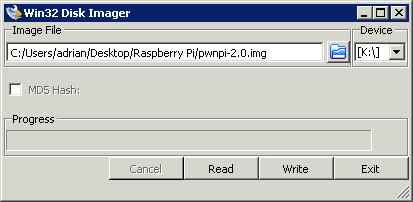 Win32 Disk Imager
Image File
Device
C:/Users/adrian/Desktop/Raspberry Pi/pwnpi-2.0.img
[K:\]
MD5 Hash:
Progress
Cancel
Read
Write
Exit